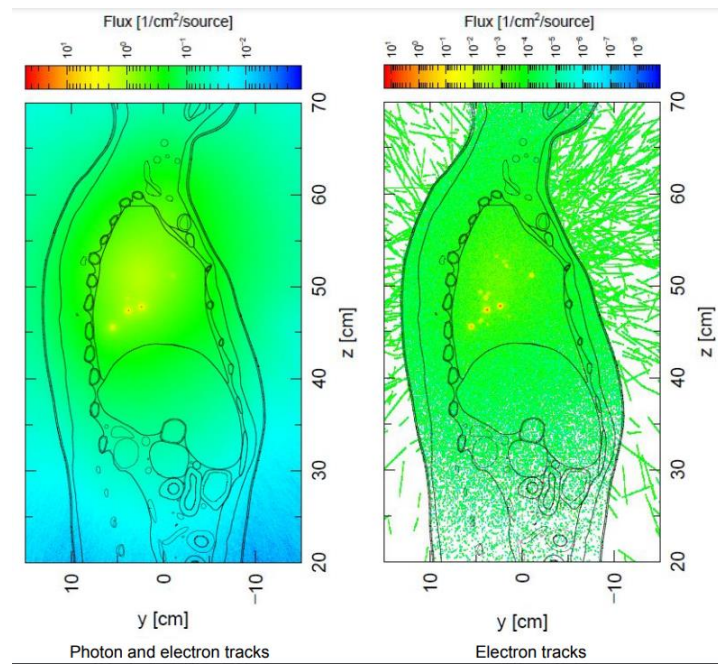 Flux [1/cm²/source]
10¹ 10⁰ 10⁻¹ 10⁻²
70
60
50
40
30
20
z [cm]
10 0 −10
y [cm]
Photon and electron tracks
Flux [1/cm²/source]
10¹ 10⁰ 10⁻¹ 10⁻² 10⁻³ 10⁻⁴ 10⁻⁵ 10⁻⁶ 10⁻⁷ 10⁻⁸
70
60
50
40
30
20
z [cm]
10 0 −10
y [cm]
Electron tracks